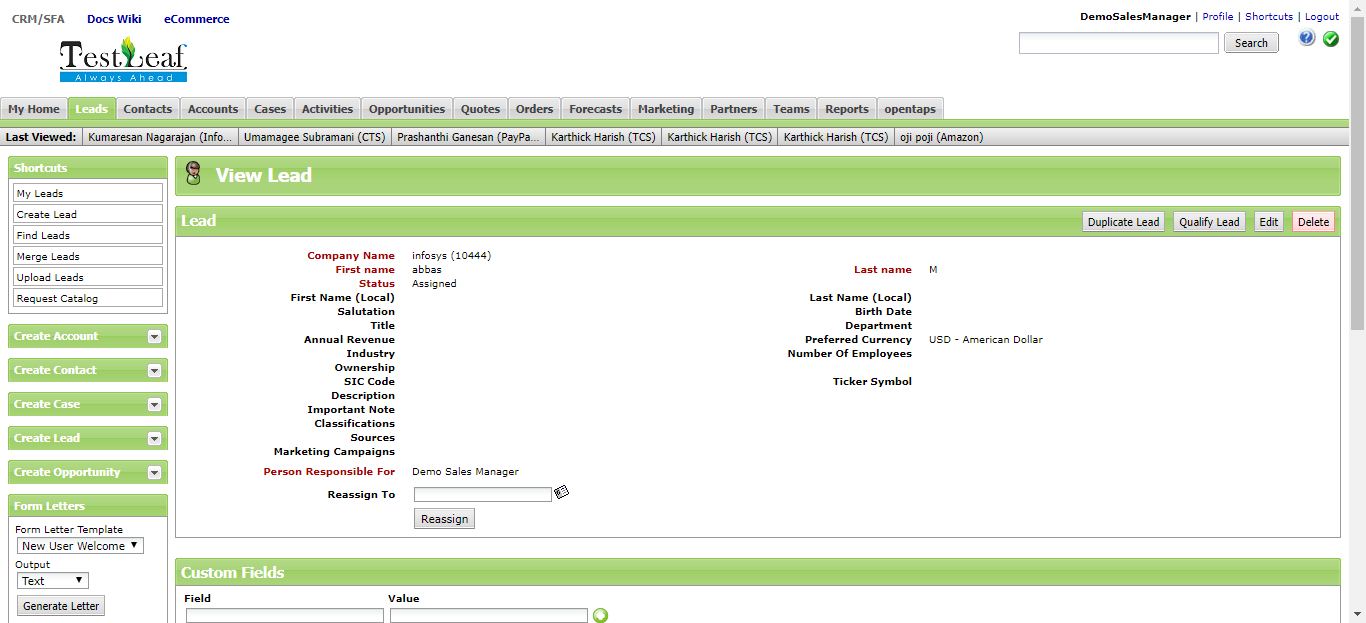 CRM/SFA Docs Wiki eCommerce
DemoSalesManager | Profile | Shortcuts | Logout
TestLeaf
Always Ahead
Search
My Home Leads Contacts Accounts Cases Activities Opportunities Quotes Orders Forecasts Marketing Partners Teams Reports opentaps
Last Viewed: Kumaresan Nagarajan (Info... Umamagee Subramani (CTS) Prashanthi Ganesan (PayPa... Karthick Harish (TCS) Karthick Harish (TCS) Karthick Harish (TCS) oji poji (Amazon)
Shortcuts
My Leads
Create Lead
Find Leads
Merge Leads
Upload Leads
Request Catalog
Create Account
Create Contact
Create Case
Create Lead
Create Opportunity
Form Letters
Form Letter Template
New User Welcome
Output
Text
Generate Letter
View Lead
Lead
Duplicate Lead Qualify Lead Edit Delete
Company Name infosys (10444)
First name abbas Last name M
Status Assigned
First Name (Local) Last Name (Local)
Salutation Birth Date
Title Department
Annual Revenue Preferred Currency USD - American Dollar
Industry Number Of Employees
Ownership
SIC Code Ticker Symbol
Description
Important Note
Classifications
Sources
Marketing Campaigns
Person Responsible For Demo Sales Manager
Reassign To
Reassign
Custom Fields
Field Value